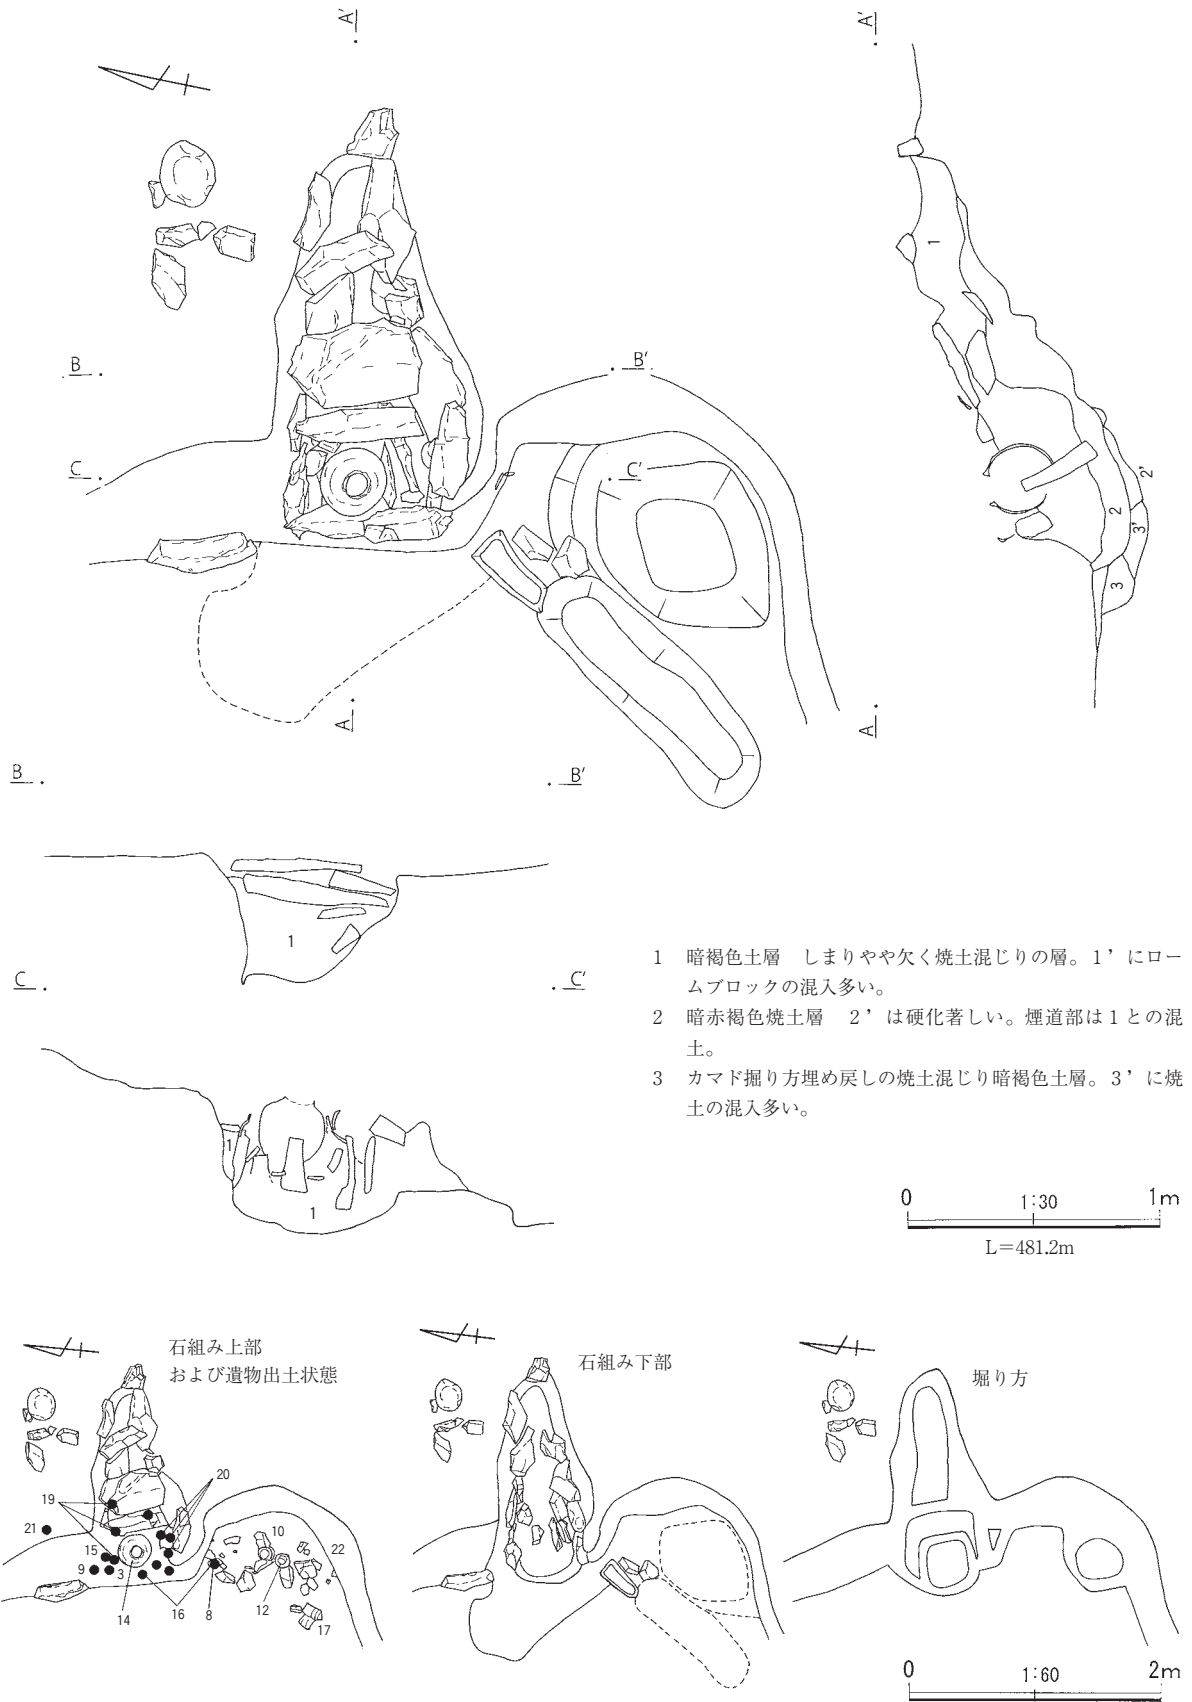 A'
A'
B
B'
C
C'
A
A
1
2
2'
3'
3
B
B'
1
C
C'
1
1
1 暗褐色土層 しまりやや欠く焼土混じりの層。1’にロー
ムブロックの混入多い。
2 暗赤褐色焼土層 2’は硬化著しい。煙道部は1との混
土。
3 カマド掘り方埋め戻しの焼土混じり暗褐色土層。3’に焼
土の混入多い。
0 1:30 1m
L=481.2m
石組み上部
および遺物出土状態
19
20
21
15
9
3
14
16
8
10
12
22
17
石組み下部
掘り方
0 1:60 2m